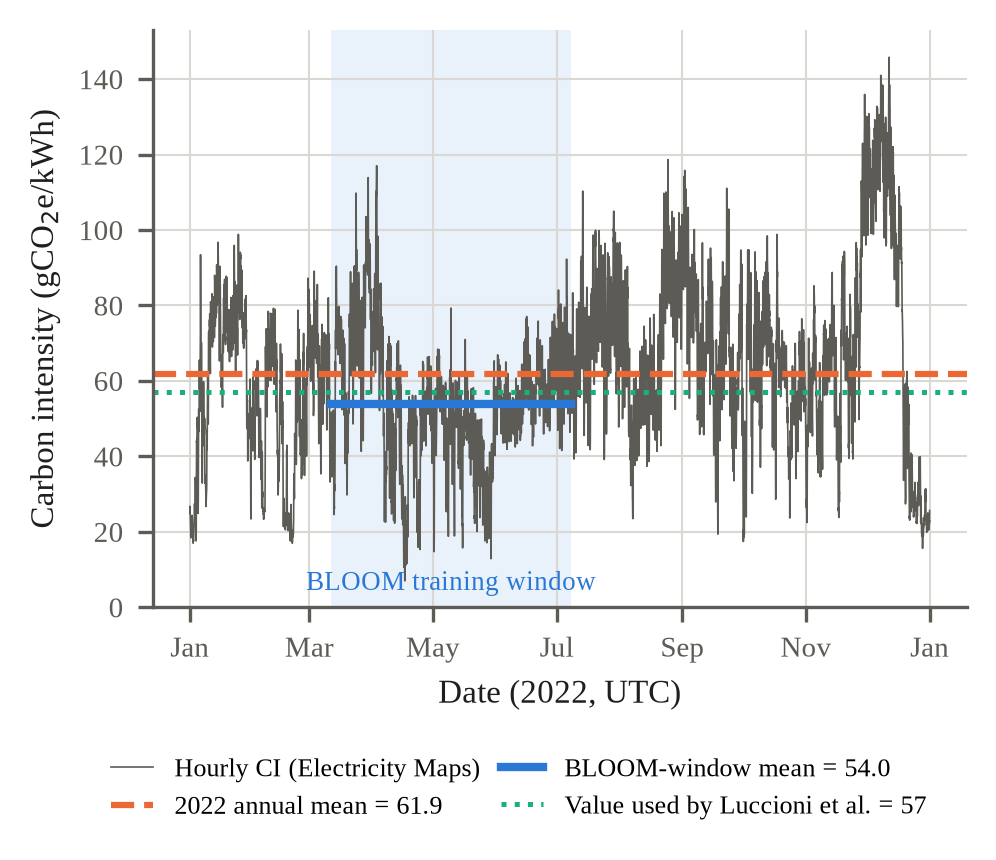 Carbon intensity (gCO₂e/kWh)
140
120
100
80
60
40
20
0
BLOOM training window
Jan Mar May Jul Sep Nov Jan
Date (2022, UTC)
Hourly CI (Electricity Maps) BLOOM-window mean = 54.0
2022 annual mean = 61.9 Value used by Luccioni et al. = 57